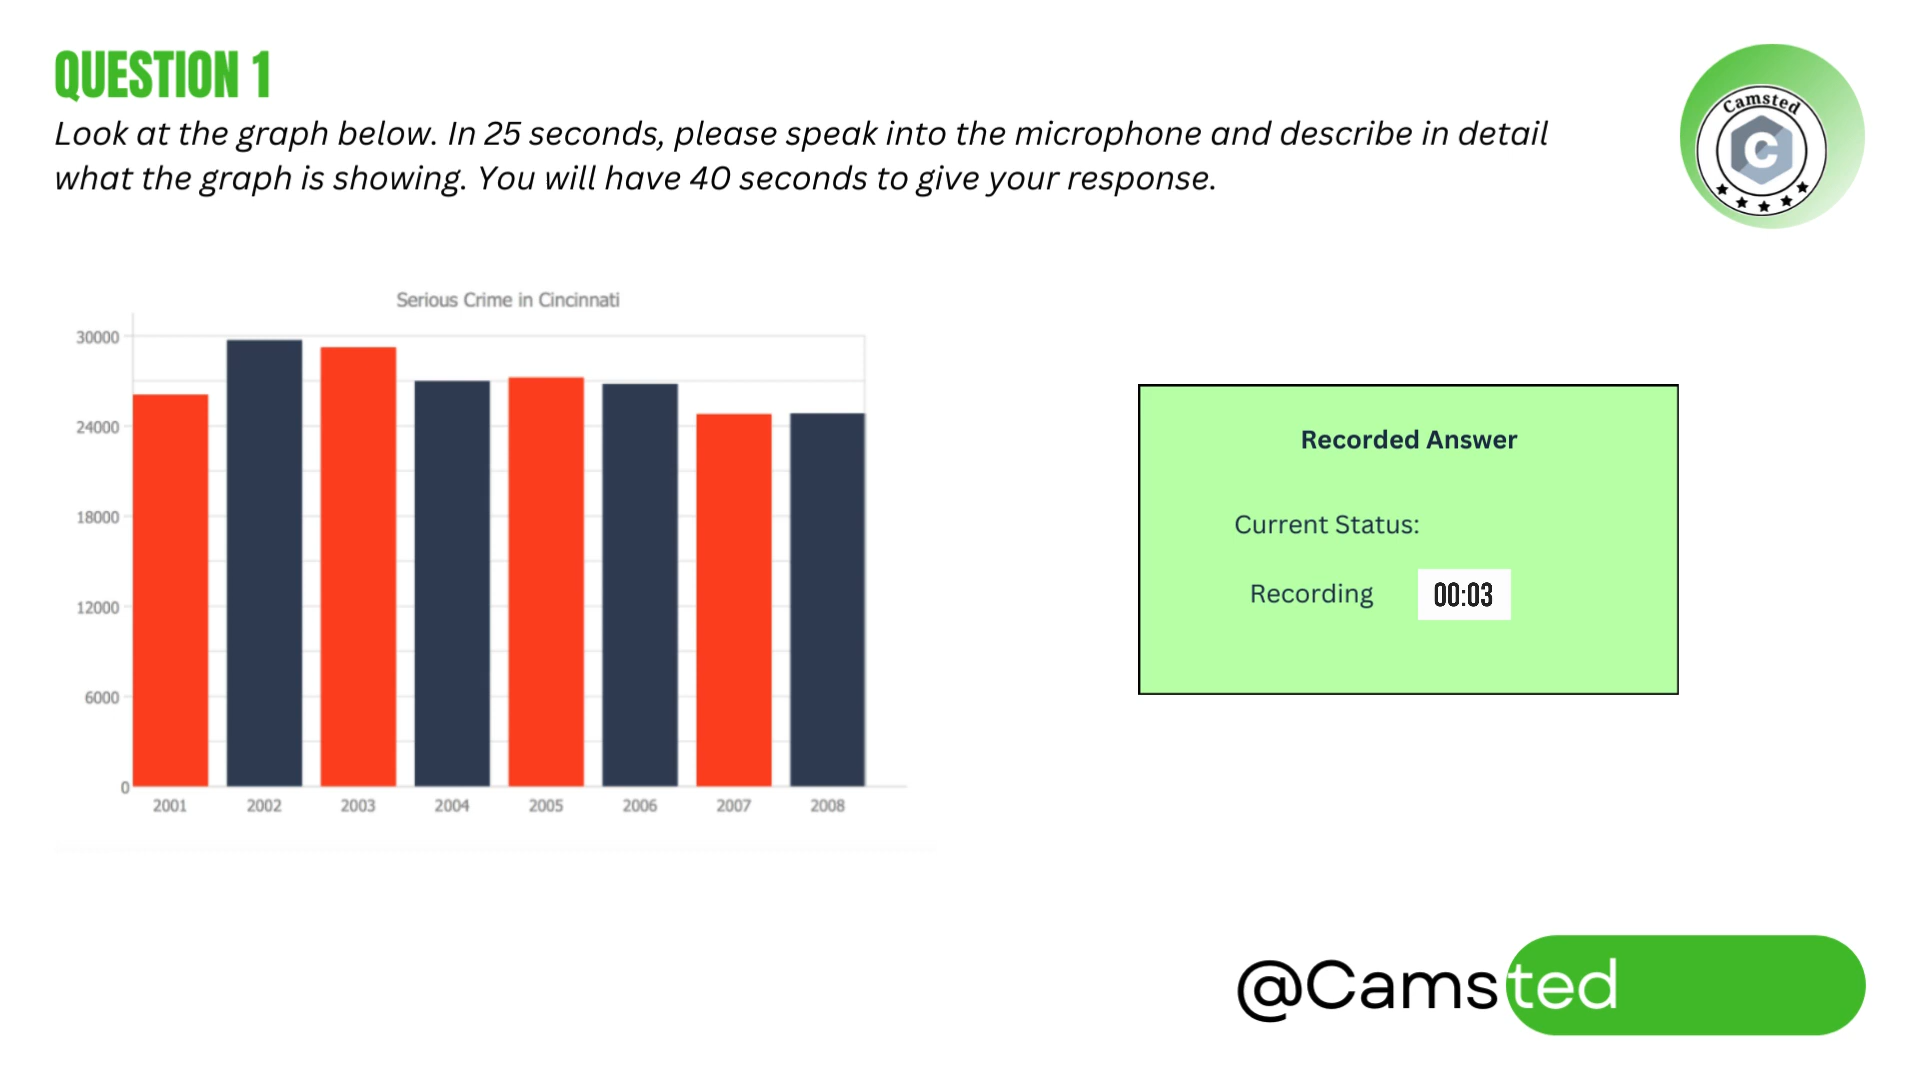 QUESTION 1
Look at the graph below. In 25 seconds, please speak into the microphone and describe in detail
what the graph is showing. You will have 40 seconds to give your response.
Camsted
C
Serious Crime in Cincinnati
30000
24000
18000
12000
6000
0
2001 2002 2003 2004 2005 2006 2007 2008
Recorded Answer
Current Status:
Recording 00:03
@Camsted